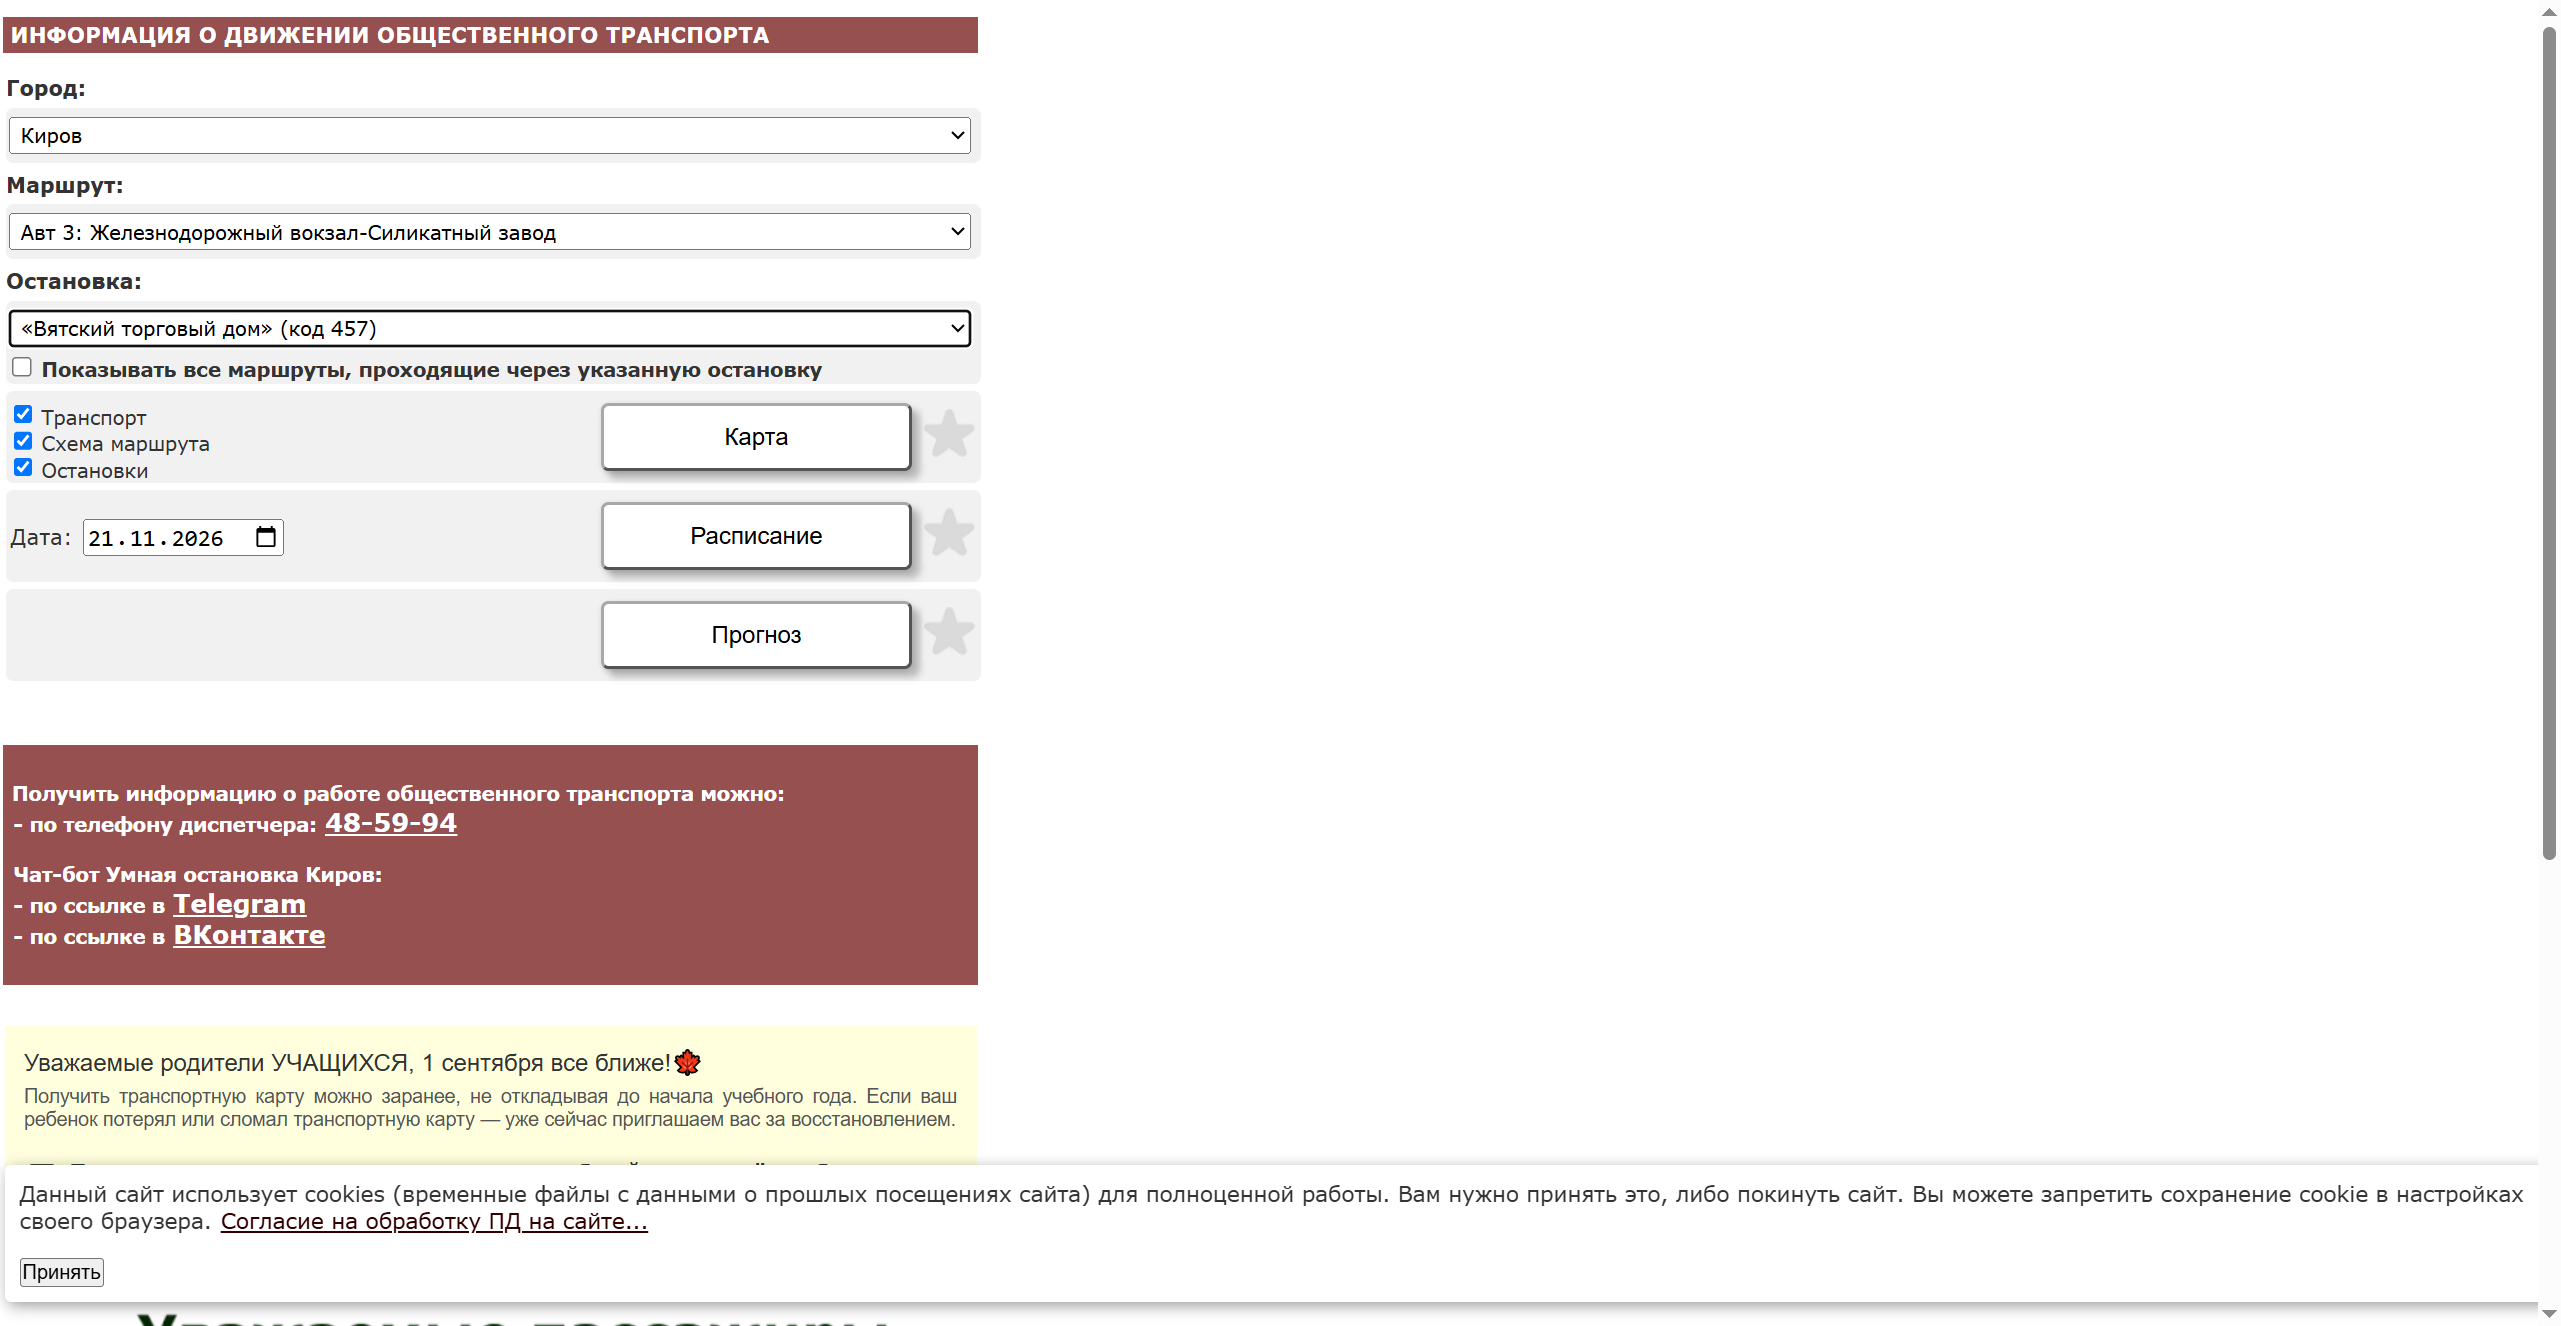 ИНФОРМАЦИЯ О ДВИЖЕНИИ ОБЩЕСТВЕННОГО ТРАНСПОРТА
Город:
Киров
Маршрут:
Авт 3: Железнодорожный вокзал-Силикатный завод
Остановка:
«Вятский торговый дом» (код 457)
Показывать все маршруты, проходящие через указанную остановку
Транспорт
Схема маршрута
Остановки
Карта
Дата: 21.11.2026
Расписание
Прогноз
Получить информацию о работе общественного транспорта можно:
- по телефону диспетчера: 48-59-94
Чат-бот Умная остановка Киров:
- по ссылке в Telegram
- по ссылке в ВКонтакте
Уважаемые родители УЧАЩИХСЯ, 1 сентября все ближе!
Получить транспортную карту можно заранее, не откладывая до начала учебного года. Если ваш
ребенок потерял или сломал транспортную карту — уже сейчас приглашаем вас за восстановлением.
Данный сайт использует cookies (временные файлы с данными о прошлых посещениях сайта) для полноценной работы. Вам нужно принять это, либо покинуть сайт. Вы можете запретить сохранение cookie в настройках
своего браузера. Согласие на обработку ПД на сайте...
Принять